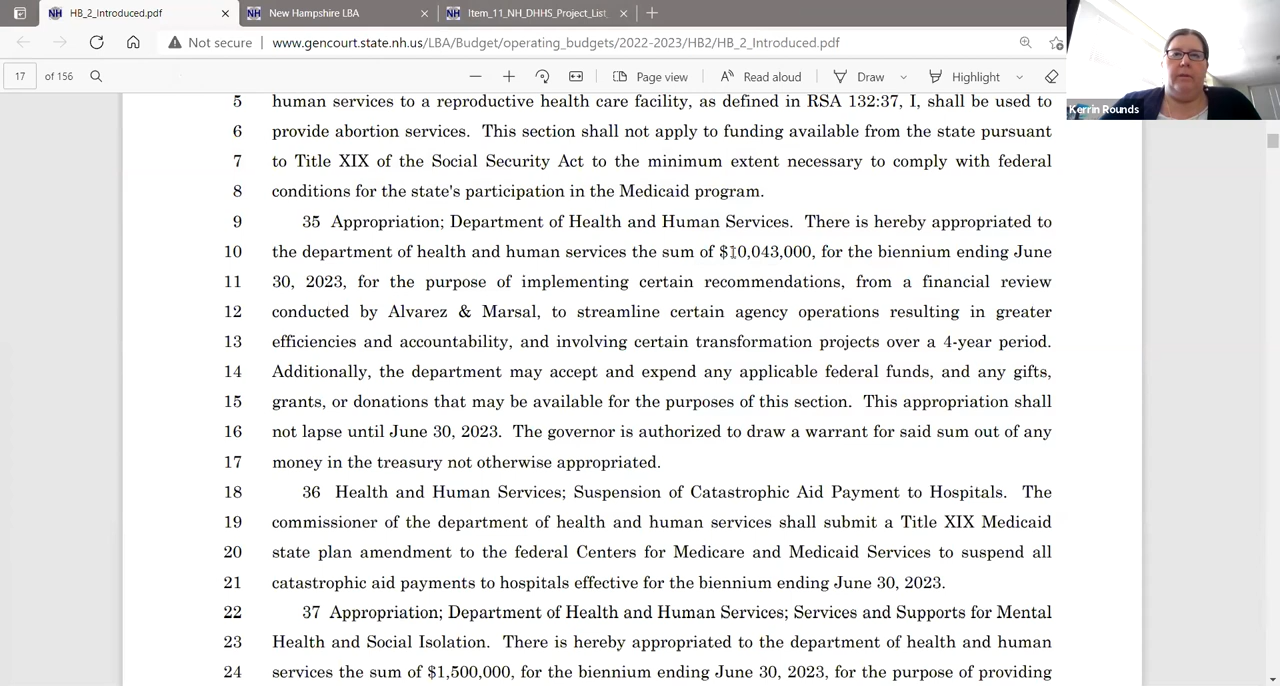 HB_2_Introduced.pdf
New Hampshire LBA
Item_11_NH_DHHS_Project_List_
Not secure | www.gencourt.state.nh.us/LBA/Budget/operating_budgets/2022-2023/HB2/HB_2_Introduced.pdf
17 of 156 Page view Read aloud Draw Highlight
Kerrin Rounds
5 human services to a reproductive health care facility, as defined in RSA 132:37, I, shall be used to
6 provide abortion services. This section shall not apply to funding available from the state pursuant
7 to Title XIX of the Social Security Act to the minimum extent necessary to comply with federal
8 conditions for the state's participation in the Medicaid program.
9 35 Appropriation; Department of Health and Human Services. There is hereby appropriated to
10 the department of health and human services the sum of $10,043,000, for the biennium ending June
11 30, 2023, for the purpose of implementing certain recommendations, from a financial review
12 conducted by Alvarez & Marsal, to streamline certain agency operations resulting in greater
13 efficiencies and accountability, and involving certain transformation projects over a 4-year period.
14 Additionally, the department may accept and expend any applicable federal funds, and any gifts,
15 grants, or donations that may be available for the purposes of this section. This appropriation shall
16 not lapse until June 30, 2023. The governor is authorized to draw a warrant for said sum out of any
17 money in the treasury not otherwise appropriated.
18 36 Health and Human Services; Suspension of Catastrophic Aid Payment to Hospitals. The
19 commissioner of the department of health and human services shall submit a Title XIX Medicaid
20 state plan amendment to the federal Centers for Medicare and Medicaid Services to suspend all
21 catastrophic aid payments to hospitals effective for the biennium ending June 30, 2023.
22 37 Appropriation; Department of Health and Human Services; Services and Supports for Mental
23 Health and Social Isolation. There is hereby appropriated to the department of health and human
24 services the sum of $1,500,000, for the biennium ending June 30, 2023, for the purpose of providing